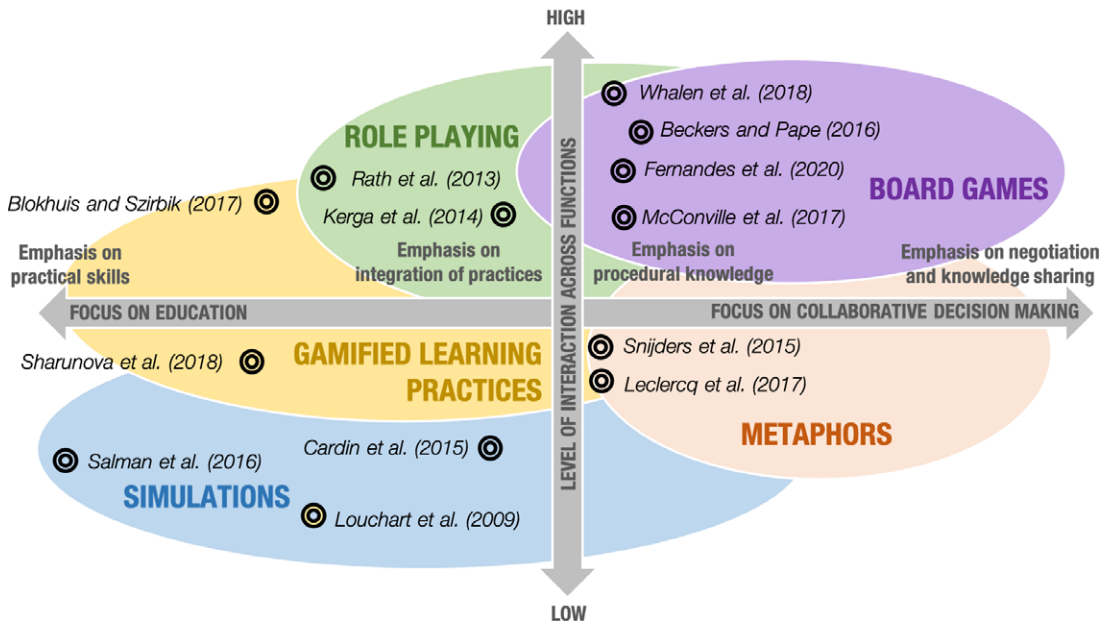 HIGH
Whalen et al. (2018)
ROLE PLAYING
Beckers and Pape (2016)
Rath et al. (2013)
Fernandes et al. (2020)
BOARD GAMES
Blokhuis and Szirbik (2017)
Kerga et al. (2014)
McConville et al. (2017)
Emphasis on
practical skills
Emphasis on
integration of practices
Emphasis on
procedural knowledge
Emphasis on negotiation
and knowledge sharing
FOCUS ON EDUCATION
FOCUS ON COLLABORATIVE DECISION MAKING
LEVEL OF INTERACTION ACROSS FUNCTIONS
Sharunova et al. (2018)
GAMIFIED LEARNING
PRACTICES
Snijders et al. (2015)
Leclercq et al. (2017)
METAPHORS
Cardin et al. (2015)
Salman et al. (2016)
SIMULATIONS
Louchart et al. (2009)
LOW